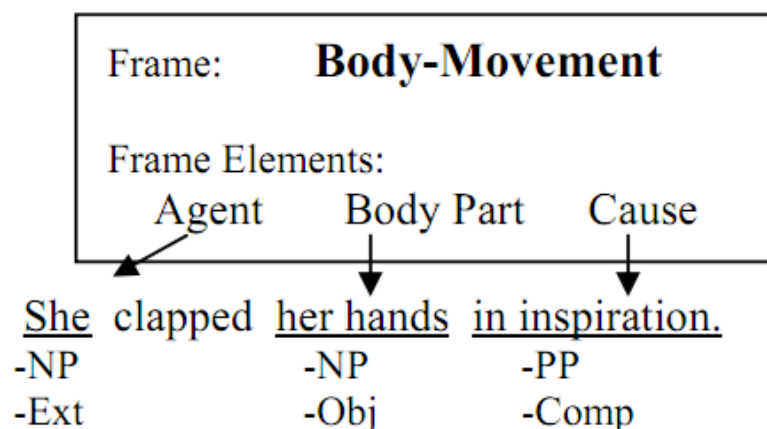 Frame: Body-Movement
Frame Elements:
Agent Body Part Cause
She clapped her hands in inspiration.
-NP -NP -PP
-Ext -Obj -Comp